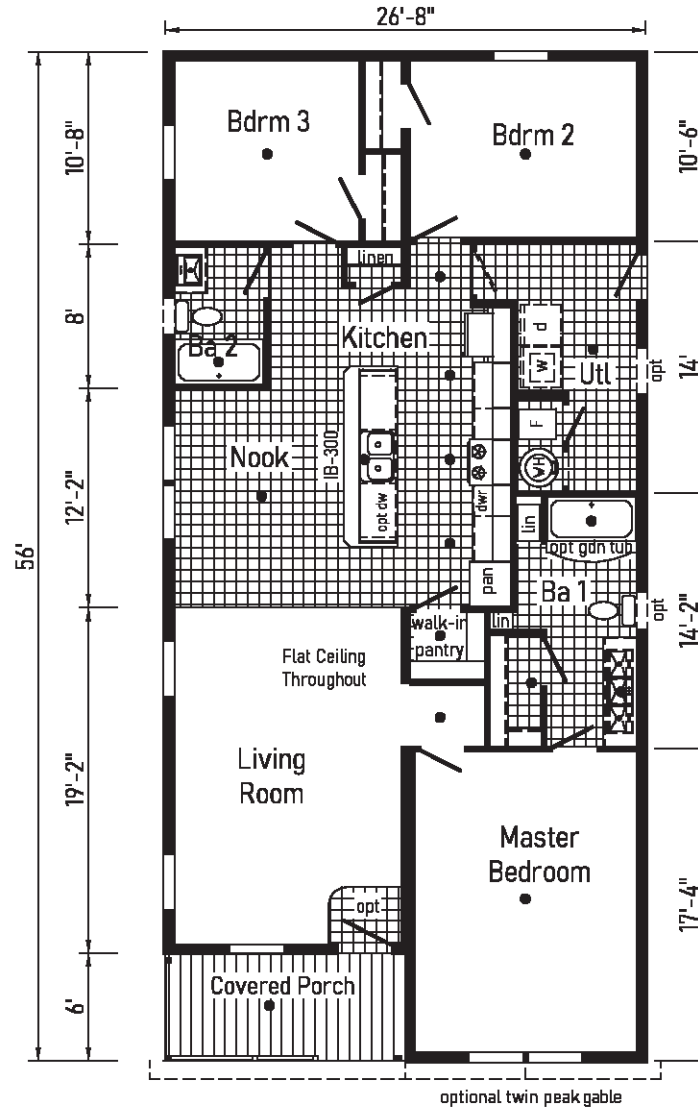 26'-8"
56'
10'-8"
8'
12'-2"
19'-2"
6'
10'-6"
14'
14'-2"
17'-4"
Bdrm 3
Bdrm 2
linen
Kitchen
Ba 2
d
w
Utl
opt
F
WH
Nook
IB-300
opt dw
dwr
pan
lin
opt gdn tub
Ba 1
opt
walk-in
pantry
lin
Flat Ceiling
Throughout
Living
Room
Master
Bedroom
opt
Covered Porch
optional twin peak gable